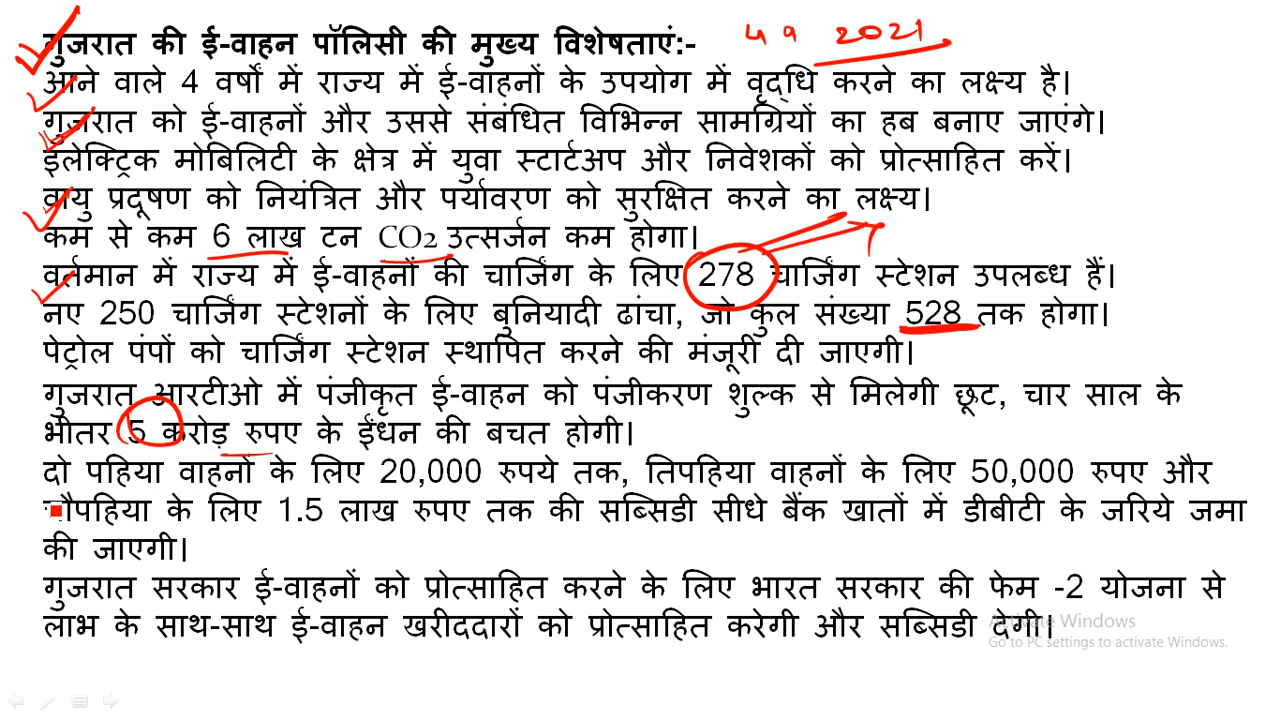 गुजरात की ई-वाहन पॉलिसी की मुख्य विशेषताएं:-
2021
आने वाले 4 वर्षों में राज्य में ई-वाहनों के उपयोग में वृद्धि करने का लक्ष्य है।
गुजरात को ई-वाहनों और उससे संबंधित विभिन्न सामग्रियों का हब बनाए जाएंगे।
इलेक्ट्रिक मोबिलिटी के क्षेत्र में युवा स्टार्टअप और निवेशकों को प्रोत्साहित करें।
वायु प्रदूषण को नियंत्रित और पर्यावरण को सुरक्षित करने का लक्ष्य।
कम से कम 6 लाख टन CO2 उत्सर्जन कम होगा।
वर्तमान में राज्य में ई-वाहनों की चार्जिंग के लिए 278 चार्जिंग स्टेशन उपलब्ध हैं।
नए 250 चार्जिंग स्टेशनों के लिए बुनियादी ढांचा, जो कुल संख्या 528 तक होगा।
पेट्रोल पंपों को चार्जिंग स्टेशन स्थापित करने की मंजूरी दी जाएगी।
गुजरात आरटीओ में पंजीकृत ई-वाहन को पंजीकरण शुल्क से मिलेगी छूट, चार साल के
भीतर 5 करोड़ रुपए के ईंधन की बचत होगी।
दो पहिया वाहनों के लिए 20,000 रुपये तक, तिपहिया वाहनों के लिए 50,000 रुपए और
चौपहिया के लिए 1.5 लाख रुपए तक की सब्सिडी सीधे बैंक खातों में डीबीटी के जरिये जमा
की जाएगी।
गुजरात सरकार ई-वाहनों को प्रोत्साहित करने के लिए भारत सरकार की फेम -2 योजना से
लाभ के साथ-साथ ई-वाहन खरीददारों को प्रोत्साहित करेगी और सब्सिडी देगी।
Activate Windows
Go to PC settings to activate Windows.